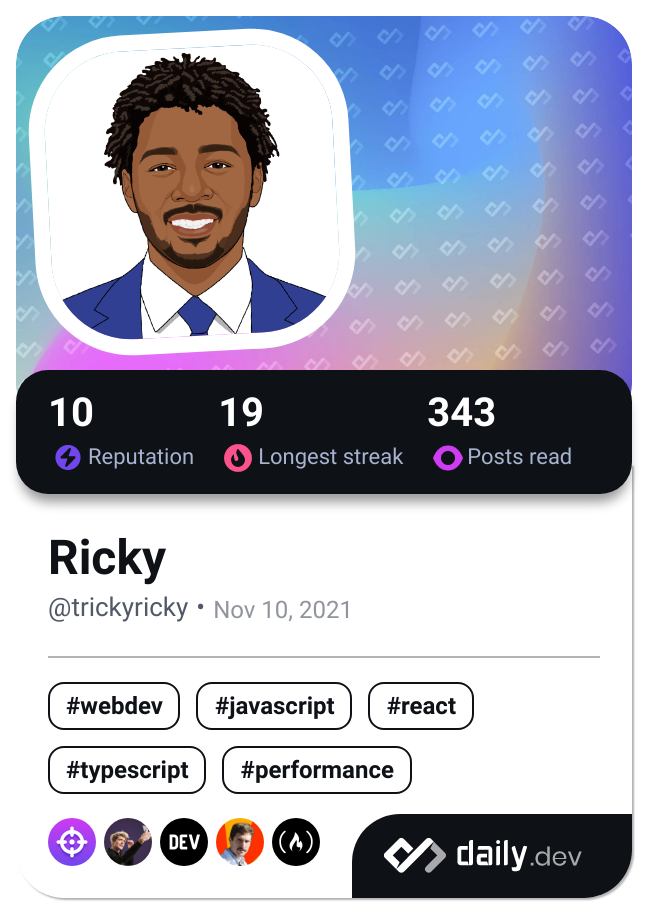 10 19 343
Reputation Longest streak Posts read
Ricky
@trickyricky • Nov 10, 2021
#webdev #javascript #react
#typescript #performance
DEV
daily.dev